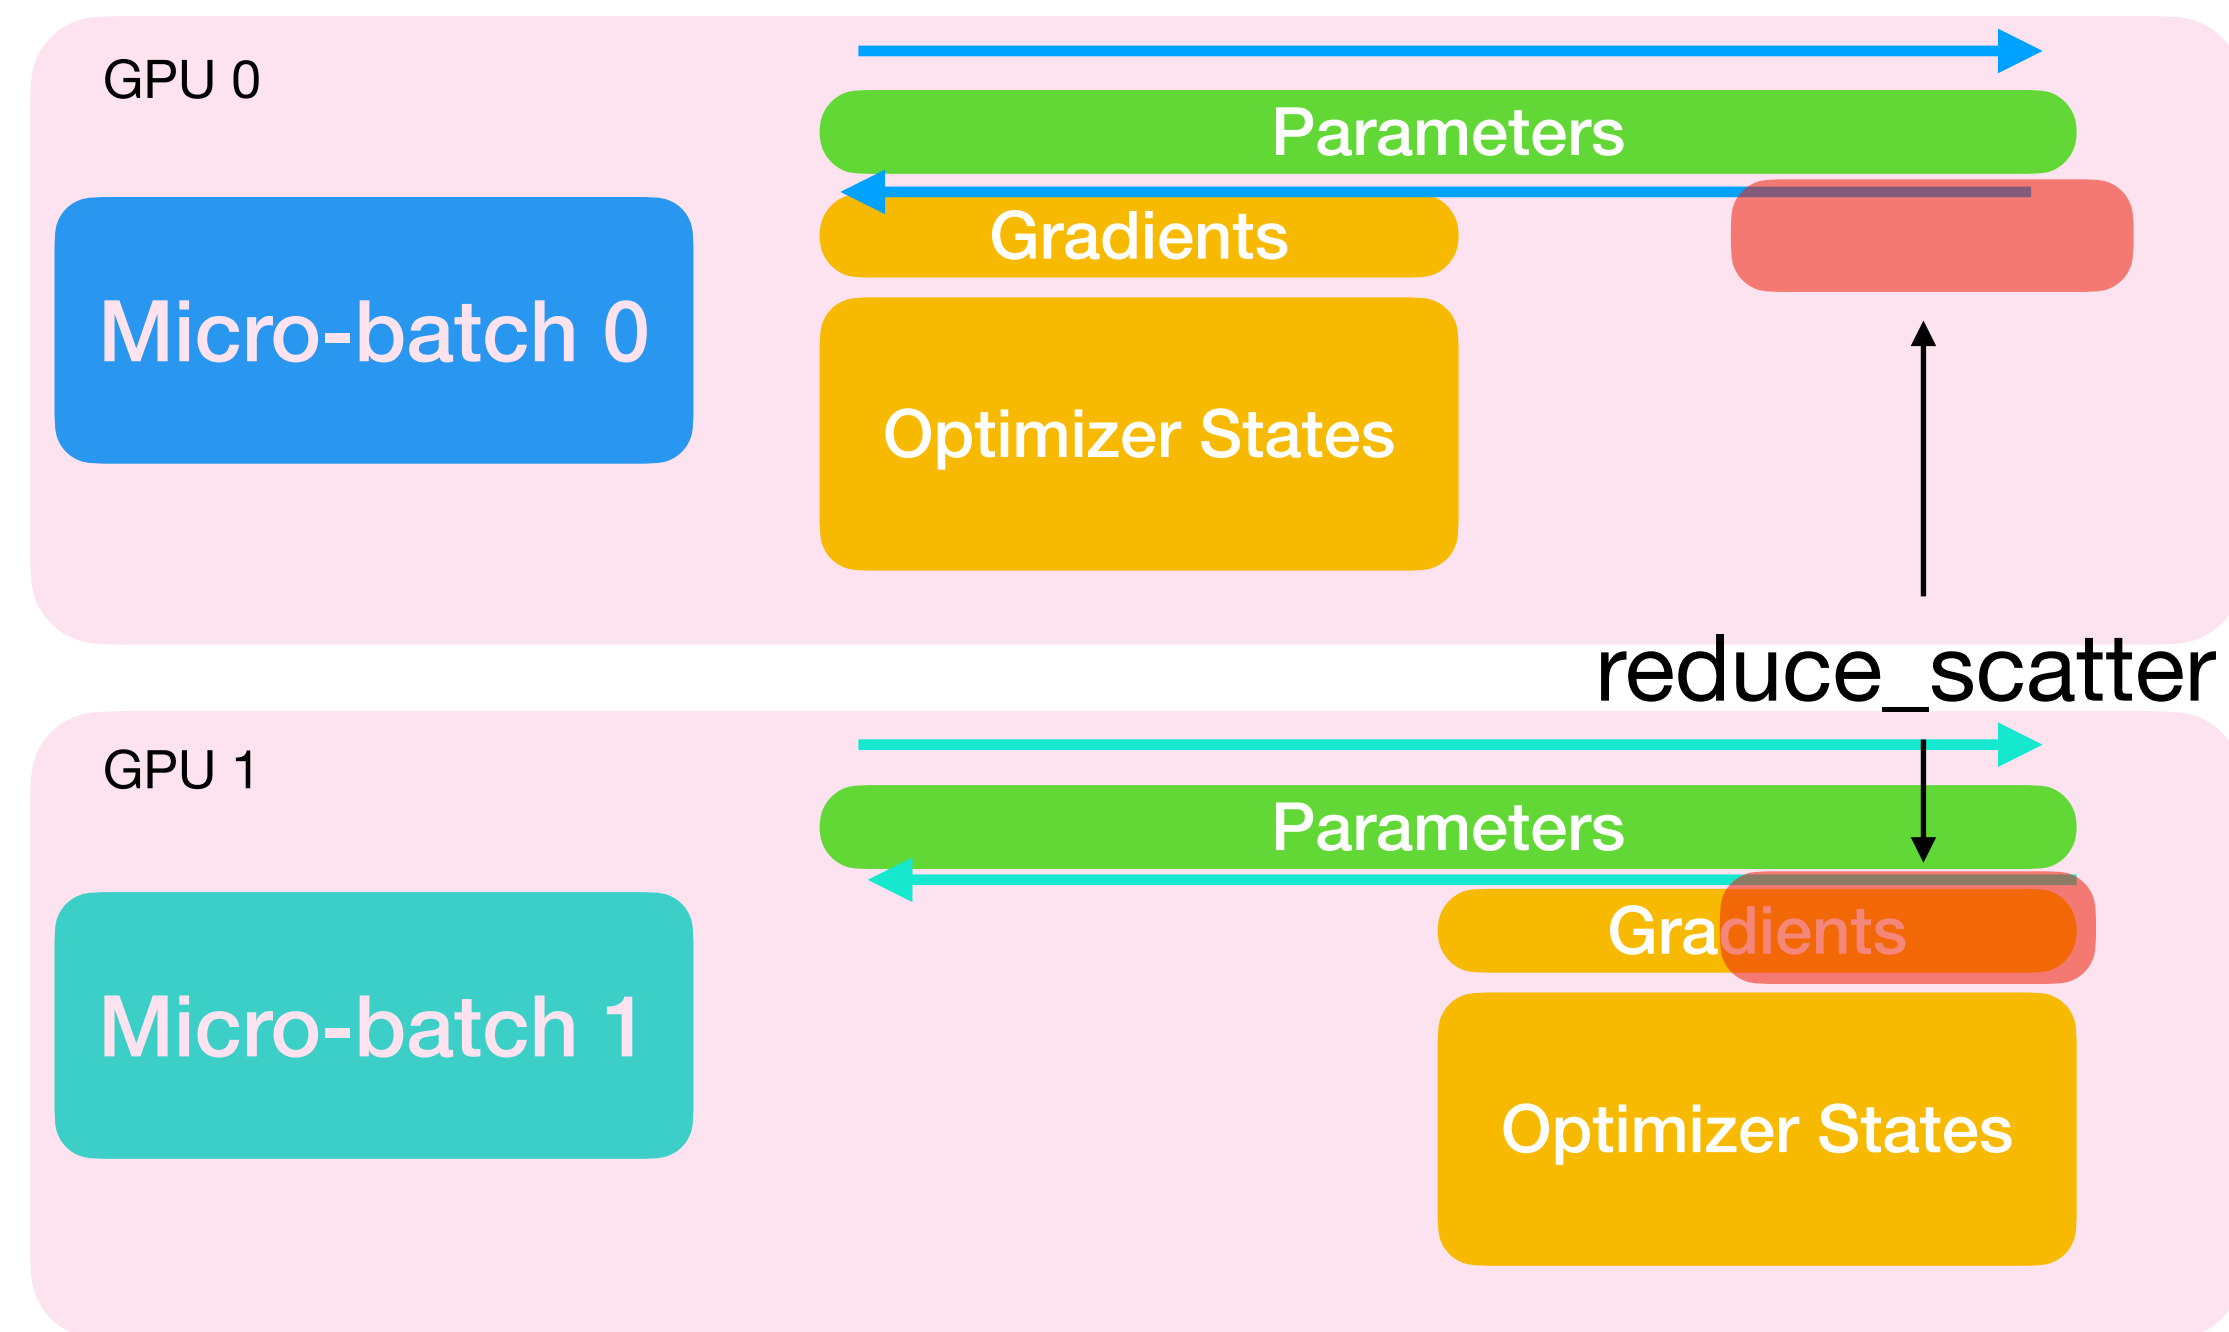 GPU 0
Parameters
Gradients
Micro-batch 0
Optimizer States
reduce_scatter
GPU 1
Parameters
Gradients
Micro-batch 1
Optimizer States